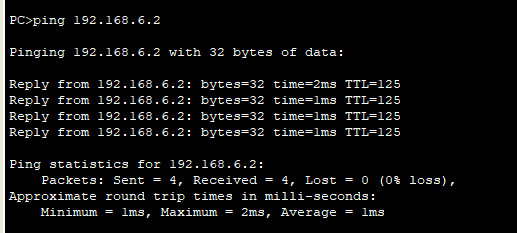 PC>ping 192.168.6.2
Pinging 192.168.6.2 with 32 bytes of data:
Reply from 192.168.6.2: bytes=32 time=2ms TTL=125
Reply from 192.168.6.2: bytes=32 time=1ms TTL=125
Reply from 192.168.6.2: bytes=32 time=1ms TTL=125
Reply from 192.168.6.2: bytes=32 time=1ms TTL=125
Ping statistics for 192.168.6.2:
    Packets: Sent = 4, Received = 4, Lost = 0 (0% loss),
Approximate round trip times in milli-seconds:
    Minimum = 1ms, Maximum = 2ms, Average = 1ms